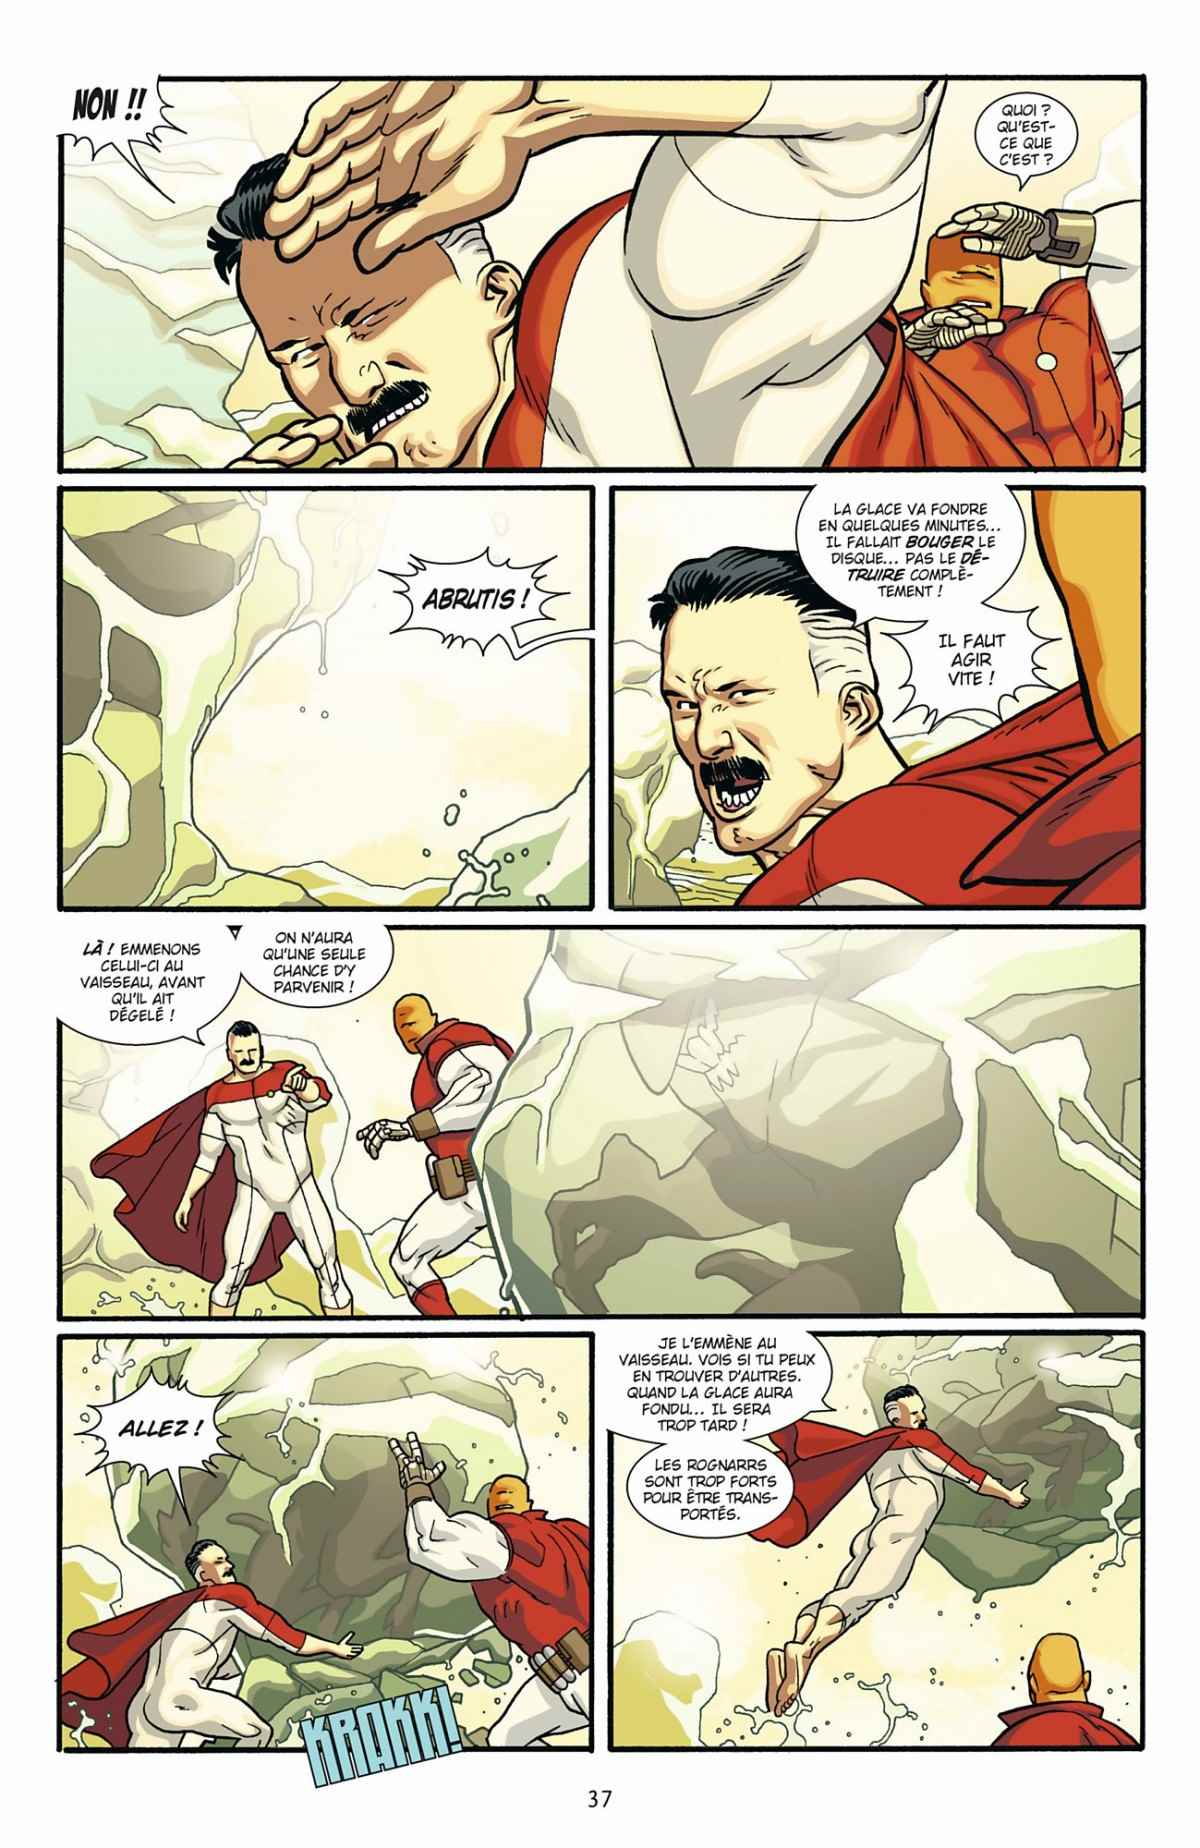 NON !!
QUOI ?
QU'EST-
CE QUE
C'EST ?
ABRUTIS !
LA GLACE VA FONDRE
EN QUELQUES MINUTES...
IL FALLAIT BOUGER LE
DISQUE... PAS LE DÉ-
TRUIRE COMPLÈ-
TEMENT !
IL FAUT
AGIR
VITE !
LÀ ! EMMENONS
CELUI-CI AU
VAISSEAU, AVANT
QU'IL AIT
DÉGELÉ !
ON N'AURA
QU'UNE SEULE
CHANCE D'Y
PARVENIR !
ALLEZ !
KRAKK!
JE L'EMMÈNE AU
VAISSEAU. VOIS SI TU PEUX
EN TROUVER D'AUTRES.
QUAND LA GLACE AURA
FONDU... IL SERA
TROP TARD !
LES ROGNARRS
SONT TROP FORTS
POUR ÊTRE TRANS-
PORTÉS.
37